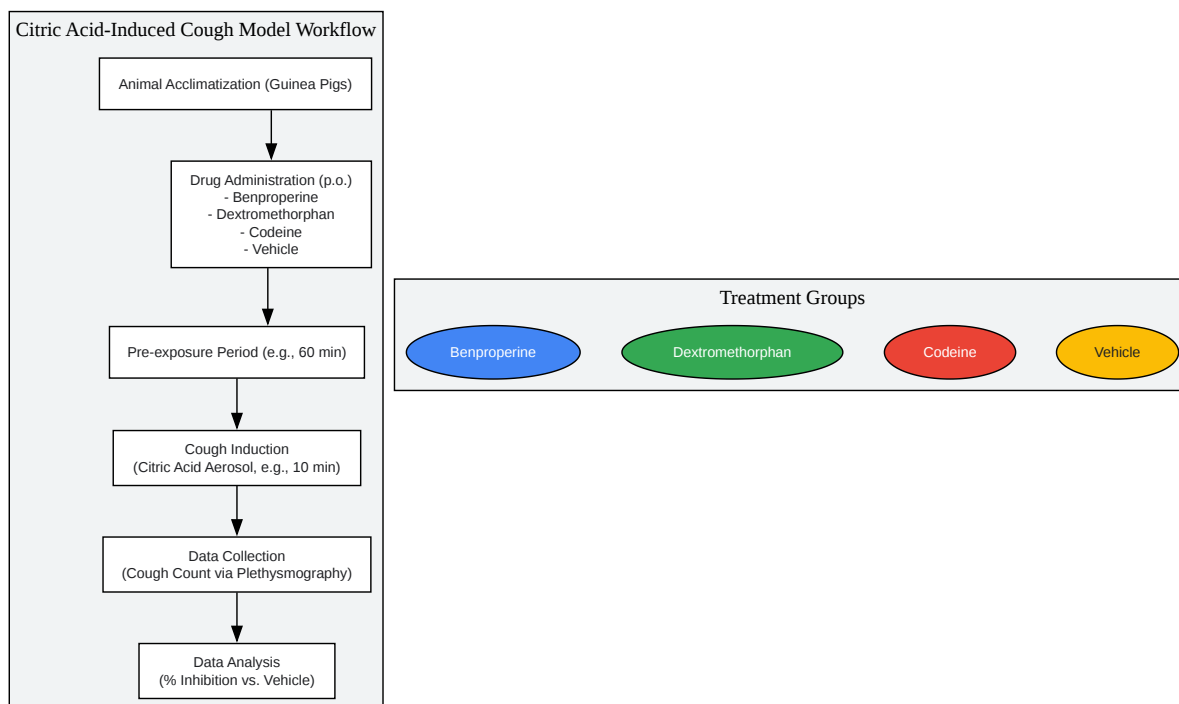 Citric Acid-Induced Cough Model Workflow
Animal Acclimatization (Guinea Pigs)
Drug Administration (p.o.)
- Benproperine
- Dextromethorphan
- Codeine
- Vehicle
Pre-exposure Period (e.g., 60 min)
Cough Induction
(Citric Acid Aerosol, e.g., 10 min)
Data Collection
(Cough Count via Plethysmography)
Data Analysis
(% Inhibition vs. Vehicle)
Treatment Groups
Benproperine
Dextromethorphan
Codeine
Vehicle